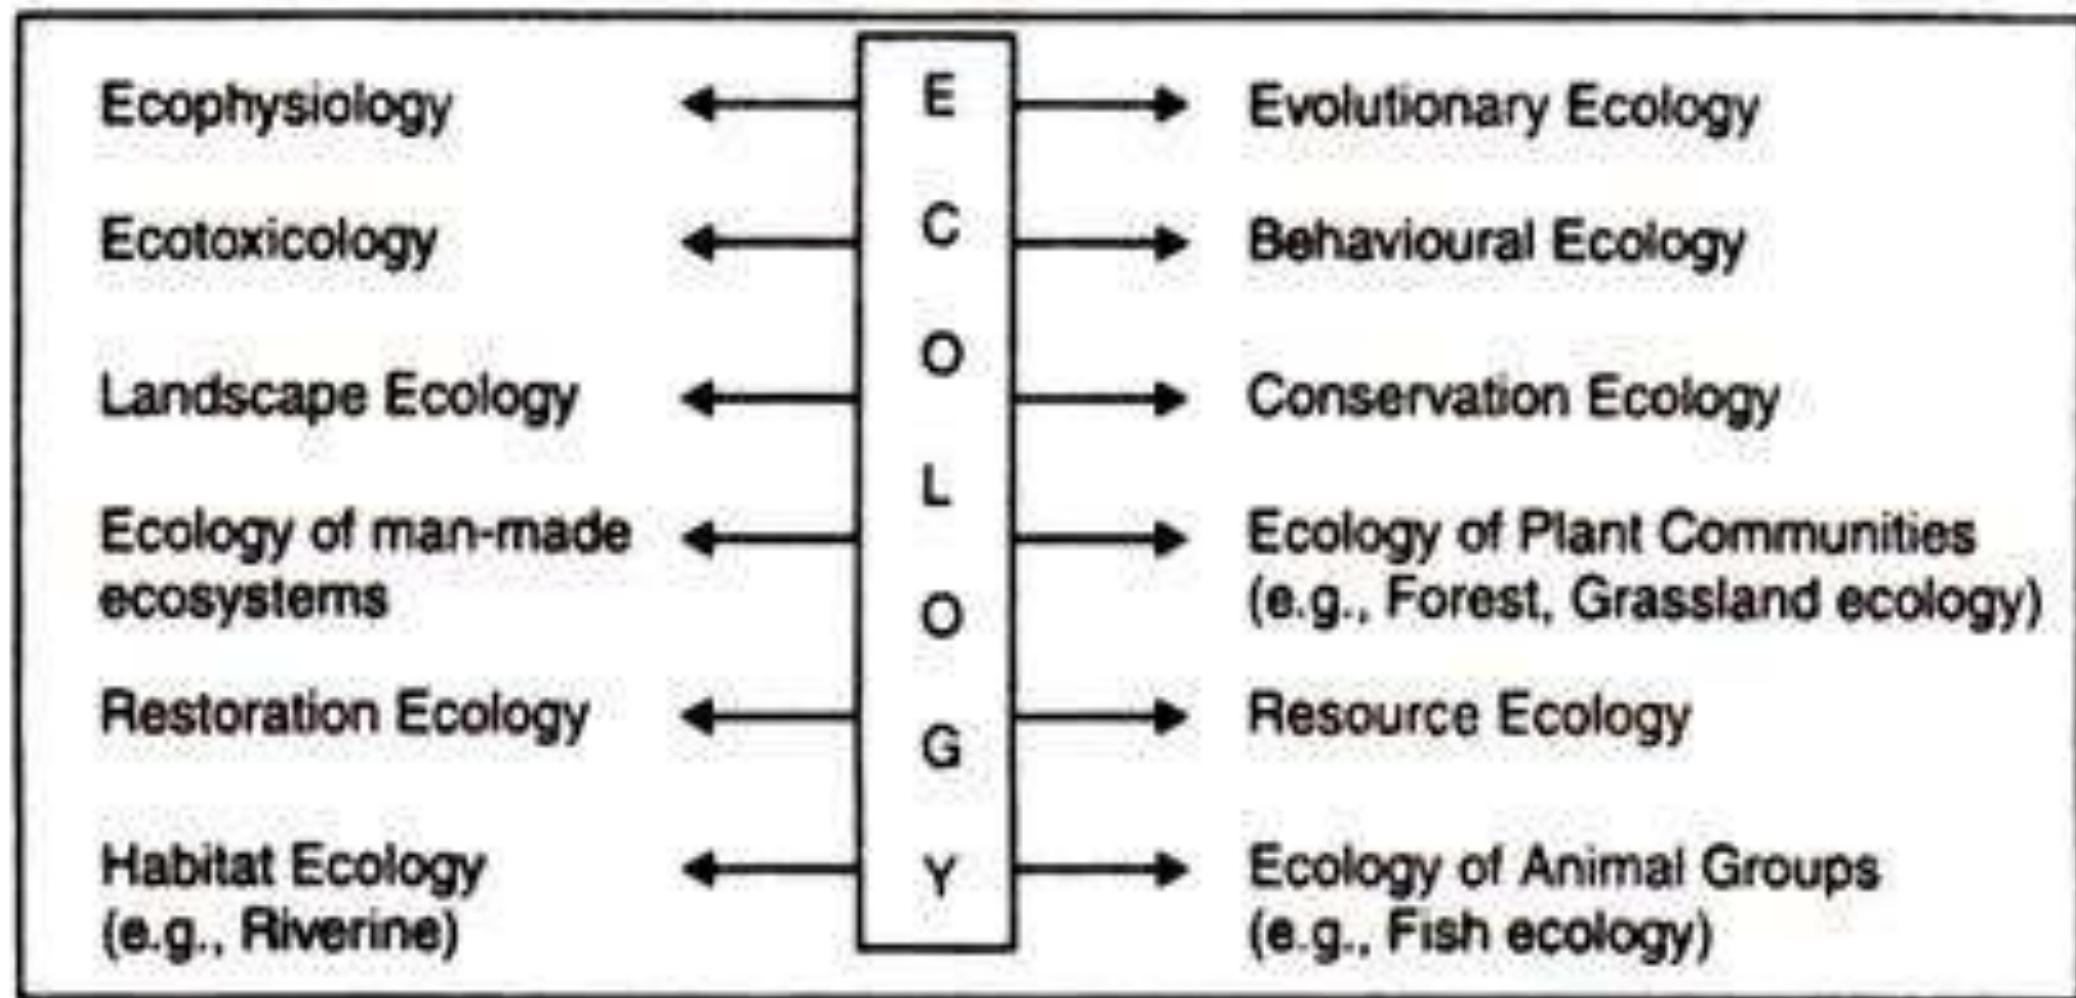 Ecophysiology
Ecotoxicology
Landscape Ecology
Ecology of man-made
ecosystems
Restoration Ecology
Habitat Ecology
(e.g., Riverine)
E
C
O
L
O
G
Y
Evolutionary Ecology
Behavioural Ecology
Conservation Ecology
Ecology of Plant Communities
(e.g., Forest, Grassland ecology)
Resource Ecology
Ecology of Animal Groups
(e.g., Fish ecology)